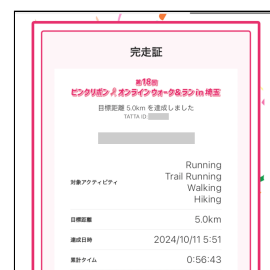 完走証
第18回
ピンクリボン オンラインウォーク&ラン in 埼玉
目標距離 5.0km を達成しました
TATTA ID:
対象アクティビティ
Running
Trail Running
Walking
Hiking
目標距離
5.0km
達成日時
2024/10/11 5:51
累計タイム
0:56:43